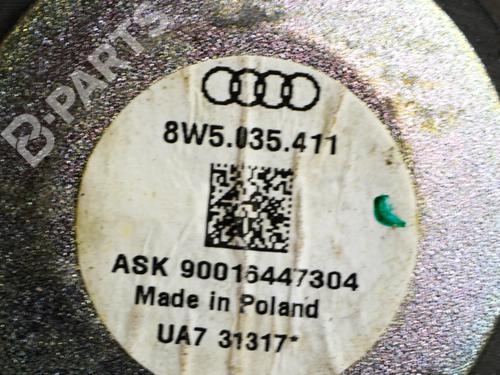 B-PARTS
8W5.035.411
ASK 90016447304
Made in Poland
UA7 31317*